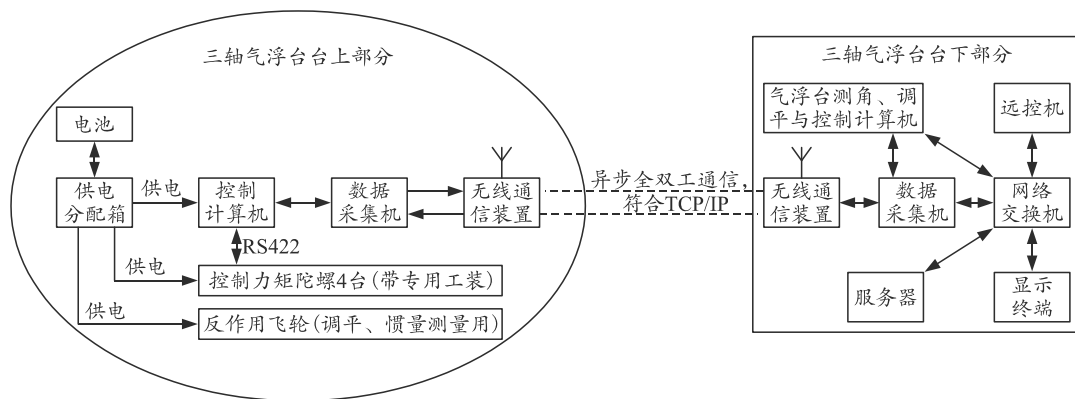 三轴气浮台台上部分
电池
供电
分配箱
供电
控制
计算机
数据
采集机
无线通
信装置
RS422
供电
控制力矩陀螺4台(带专用工装)
供电
反作用飞轮(调平、惯量测量用)
异步全双工通信,
符合TCP/IP
三轴气浮台台下部分
气浮台测角、调
平与控制计算机
远控机
无线通
信装置
数据
采集机
网络
交换机
服务器
显示
终端